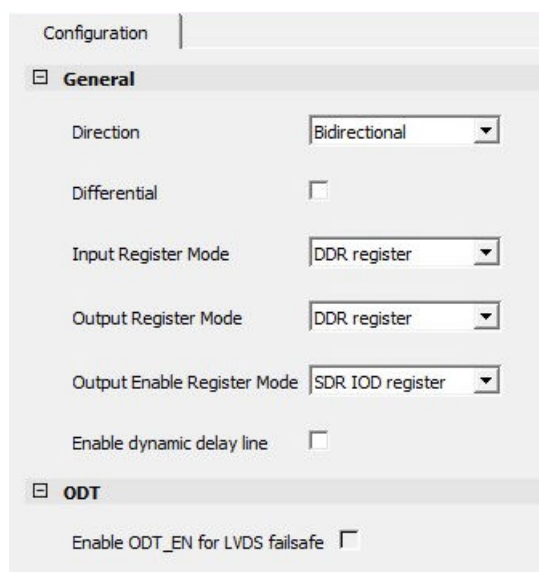 Configuration
General
Direction Bidirectional
Differential
Input Register Mode DDR register
Output Register Mode DDR register
Output Enable Register Mode SDR IOD register
Enable dynamic delay line
ODT
Enable ODT_EN for LVDS failsafe